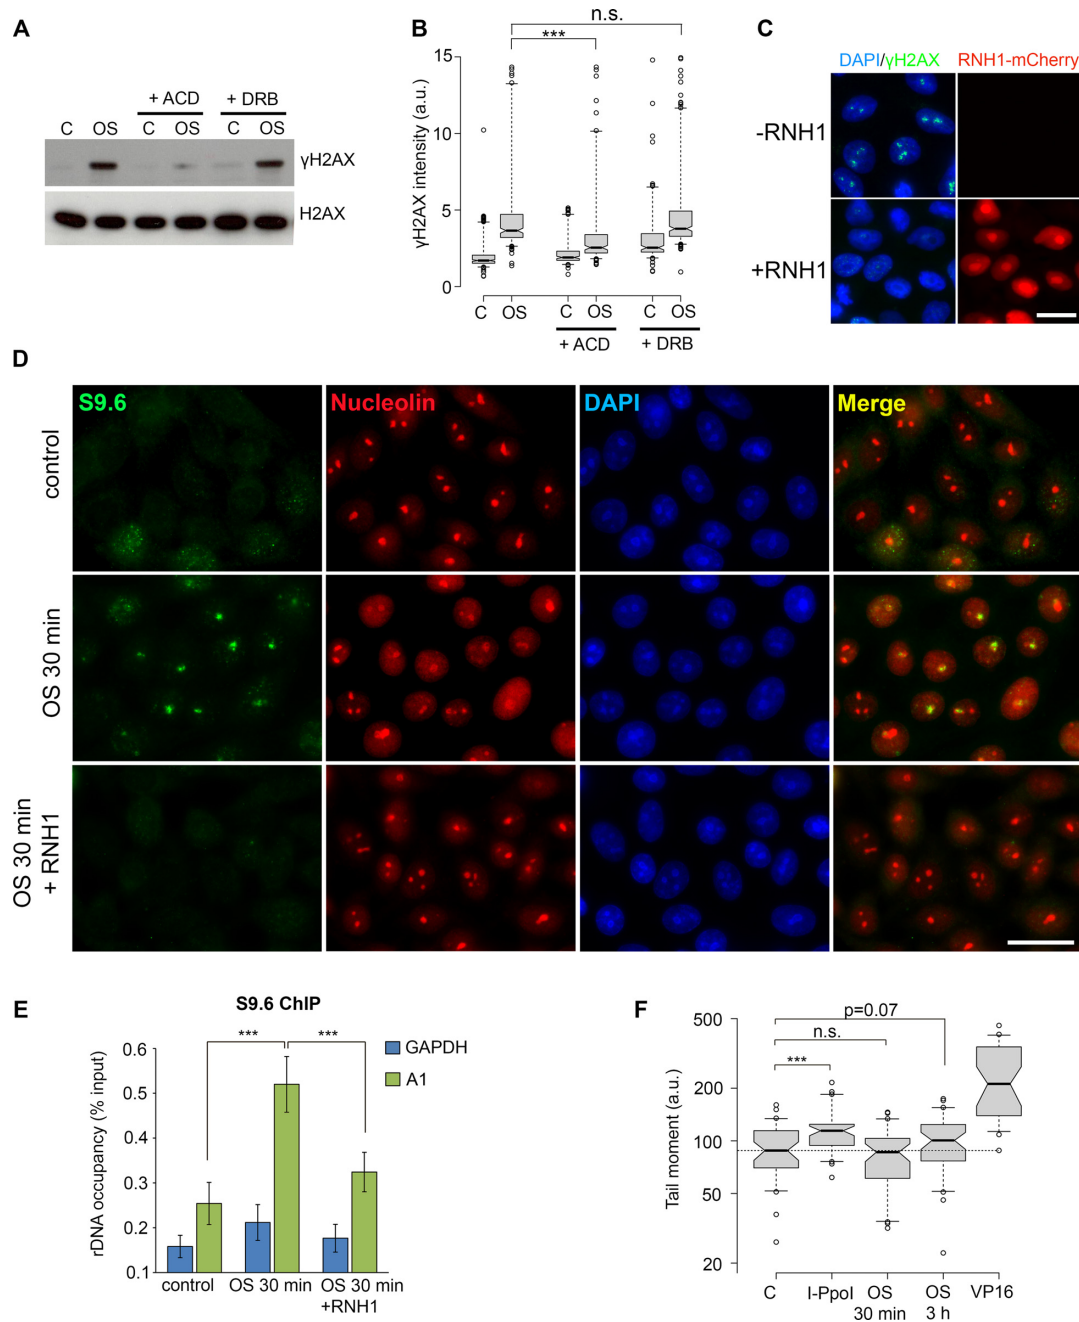 A
+ ACD
+ DRB
C OS C OS C OS
γH2AX
H2AX
B
n.s.
***
15
10
5
0
γH2AX intensity (a.u.)
C OS C OS C OS
+ ACD
+ DRB
C
DAPI/γH2AX
RNH1-mCherry
-RNH1
+RNH1
D
S9.6
Nucleolin
DAPI
Merge
control
OS 30 min
OS 30 min
+ RNH1
E
S9.6 ChIP
***
***
GAPDH
A1
0.6
0.5
0.4
0.3
0.2
0.1
rDNA occupancy (% input)
control
OS 30 min
OS 30 min
+RNH1
F
p=0.07
n.s.
***
500
200
100
50
20
Tail moment (a.u.)
C
I-PpoI
OS
30 min
OS
3 h
VP16